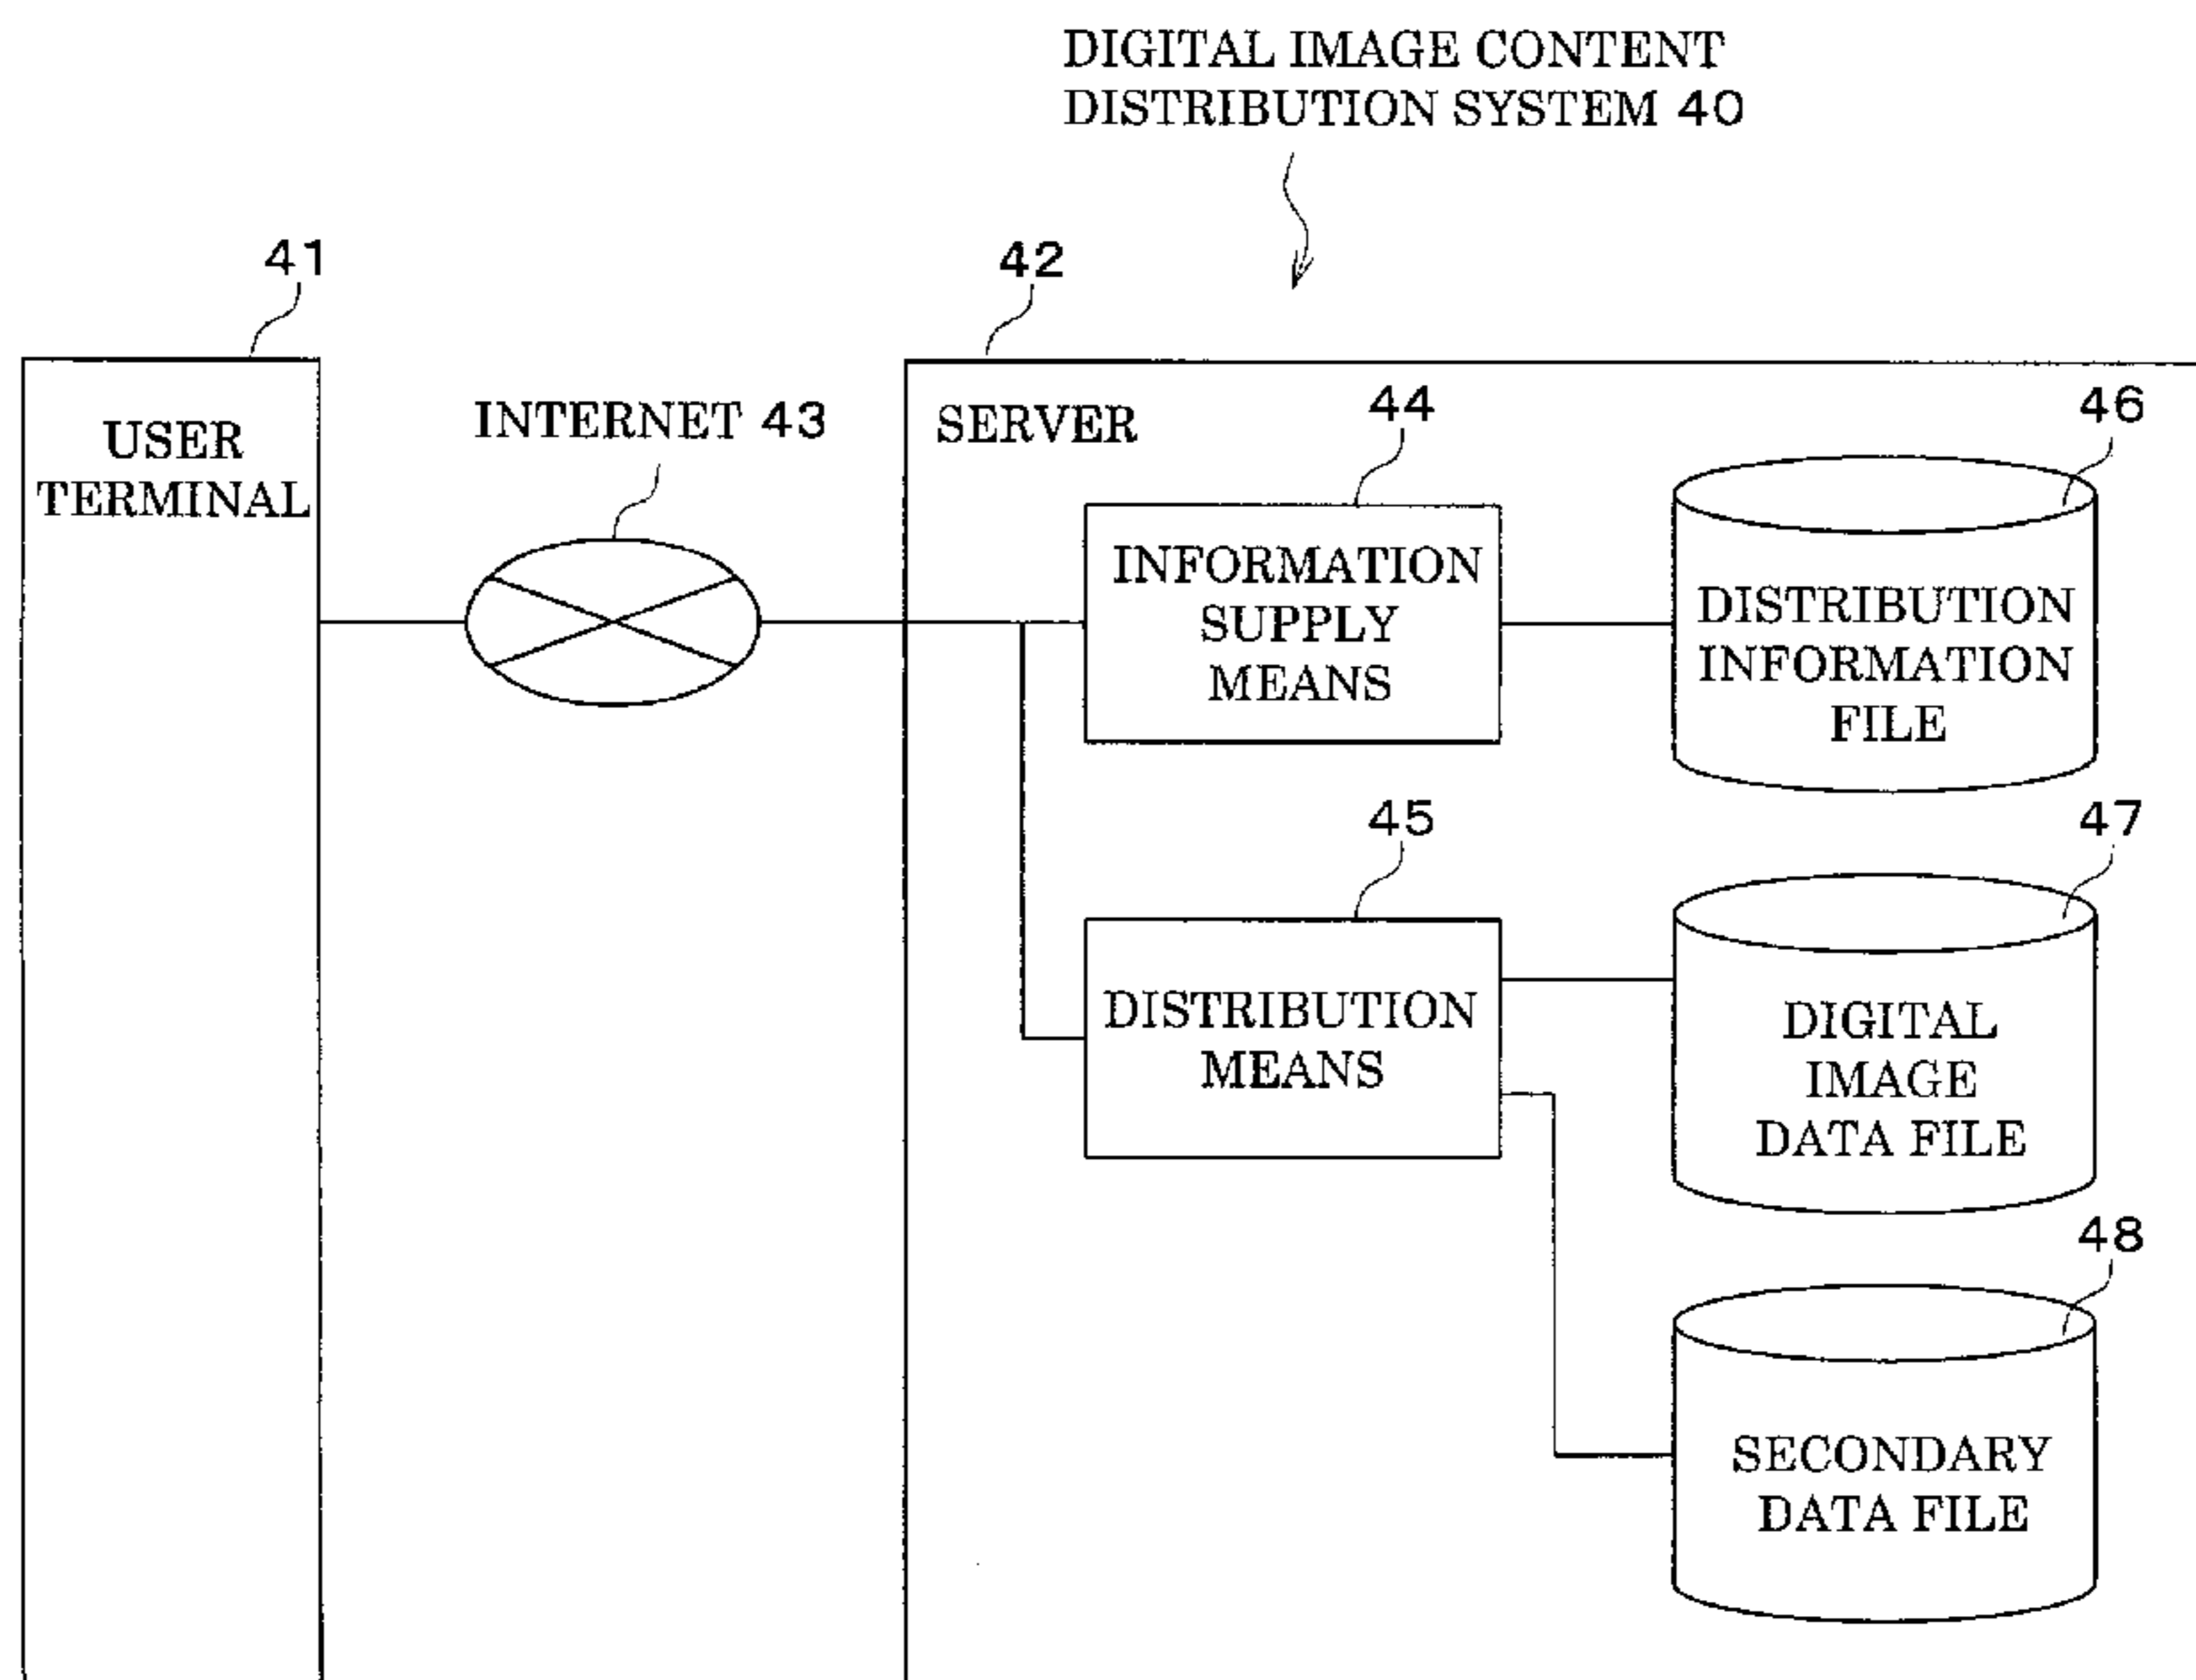 DIGITAL IMAGE CONTENT
DISTRIBUTION SYSTEM 40
41
42
USER
TERMINAL
INTERNET 43
SERVER
44
46
INFORMATION
SUPPLY
MEANS
DISTRIBUTION
INFORMATION
FILE
45
47
DISTRIBUTION
MEANS
DIGITAL
IMAGE
DATA FILE
48
SECONDARY
DATA FILE